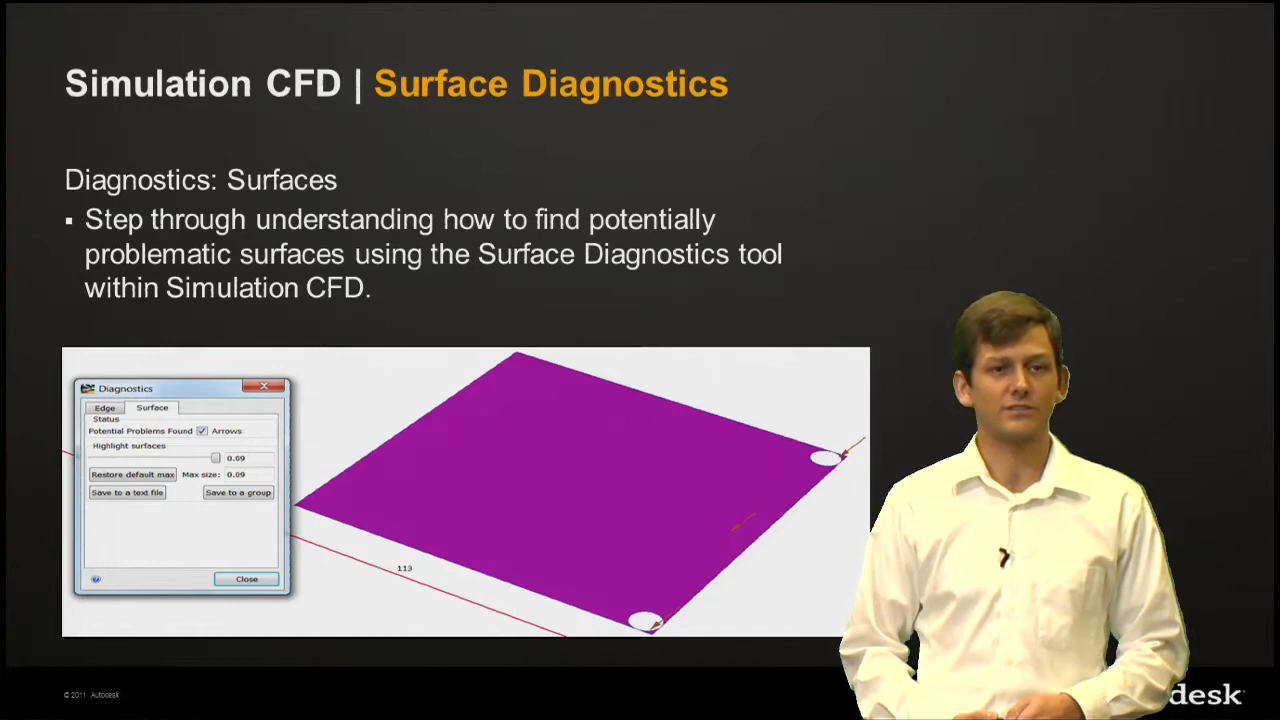 Simulation CFD | Surface Diagnostics
Diagnostics: Surfaces
▪ Step through understanding how to find potentially
problematic surfaces using the Surface Diagnostics tool
within Simulation CFD.
Diagnostics
Edge Surface
Status
Potential Problems Found Arrows
Highlight surfaces
0.09
Restore default max Max size: 0.09
Save to a text file Save to a group
Close
113
© 2011 Autodesk
desk